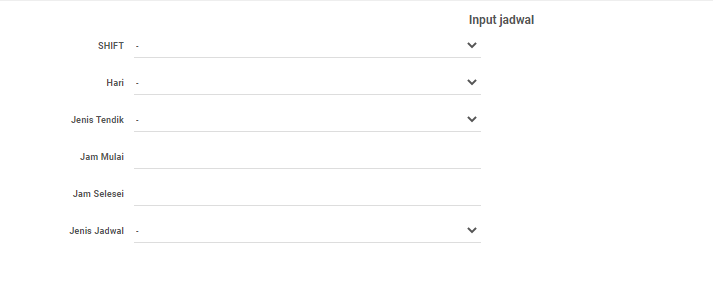 Input jadwal
SHIFT -
Hari -
Jenis Tendik -
Jam Mulai
Jam Selesei
Jenis Jadwal -